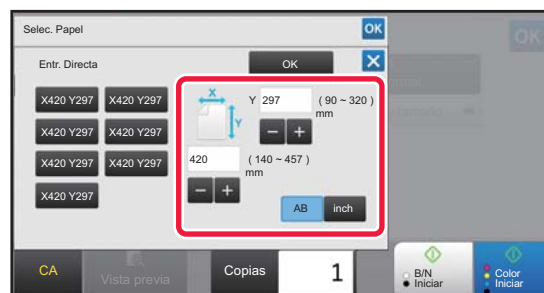 Selec. Papel
OK
OK
Entr. Directa
OK
X420 Y297
X420 Y297
X420 Y297
X420 Y297
X420 Y297
X420 Y297
X420 Y297
X
Y
Y 297 ( 90 ~ 320 )
mm
− +
420 ( 140 ~ 457 )
mm
− +
AB inch
CA
Vista previa
Copias 1
B/N
Iniciar
Color
Iniciar